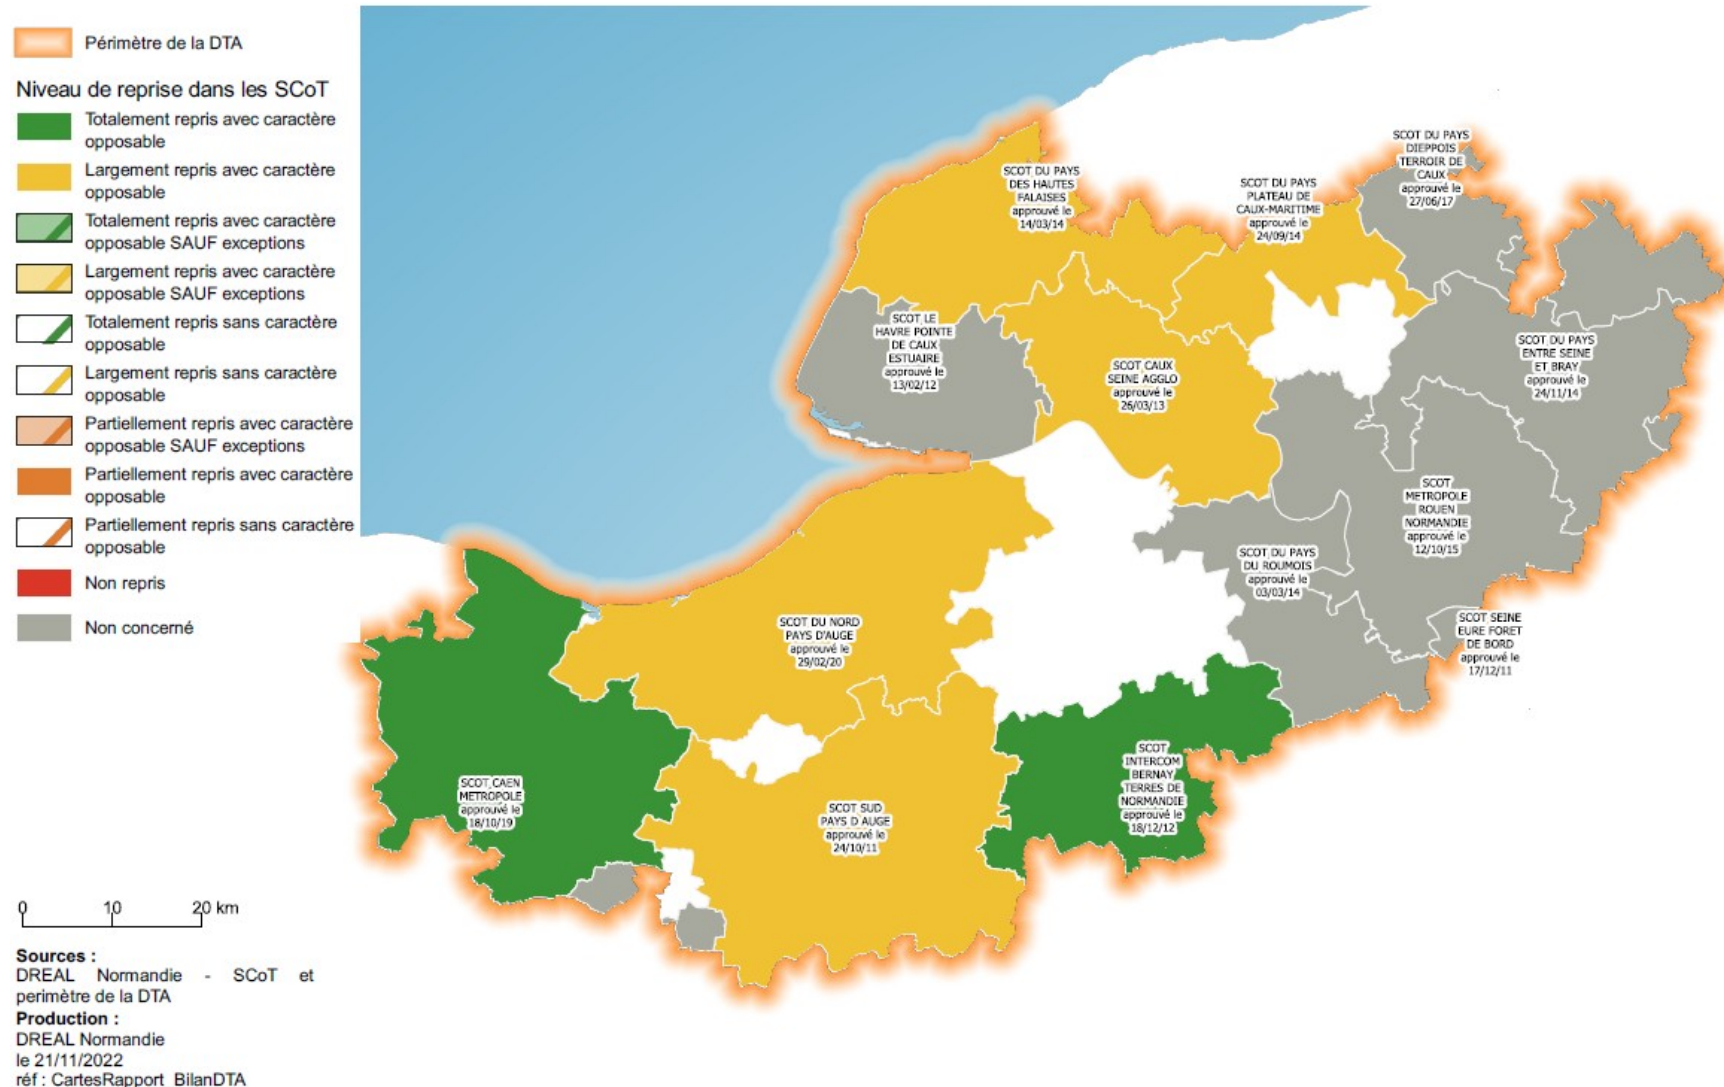 Périmètre de la DTA
Niveau de reprise dans les SCoT
Totalement repris avec caractère
opposable
Largement repris avec caractère
opposable
Totalement repris avec caractère
opposable SAUF exceptions
Largement repris avec caractère
opposable SAUF exceptions
Totalement repris sans caractère
opposable
Largement repris sans caractère
opposable
Partiellement repris avec caractère
opposable SAUF exceptions
Partiellement repris avec caractère
opposable
Partiellement repris sans caractère
opposable
Non repris
Non concerné
0 10 20 km
Sources :
DREAL Normandie - SCoT et
perimètre de la DTA
Production :
DREAL Normandie
le 21/11/2022
réf : CartesRapport_BilanDTA
SCOT DU PAYS
DIEPPOIS
TERROIR DE
CAUX
approuvé le
27/06/17
SCOT DU PAYS
DES HAUTES
FALAISES
approuvé le
14/03/14
SCOT DU PAYS
PLATEAU DE
CAUX-MARITIME
approuvé le
24/09/14
SCOT LE
HAVRE POINTE
DE CAUX
ESTUAIRE
approuvé le
13/02/12
SCOT CAUX
SEINE AGGLO
approuvé le
26/03/13
SCOT DU PAYS
ENTRE SEINE
ET BRAY
approuvé le
24/11/14
SCOT
METROPOLE
ROUEN
NORMANDIE
approuvé le
12/10/15
SCOT DU PAYS
DU ROUMOIS
approuvé le
03/03/14
SCOT SEINE
EURE FORET
DE BORD
approuvé le
17/12/11
SCOT DU NORD
PAYS D'AUGE
approuvé le
29/02/20
SCOT CAEN
METROPOLE
approuvé le
18/10/19
SCOT SUD
PAYS D AUGE
approuvé le
24/10/11
SCOT
INTERCOM
BERNAY
TERRES DE
NORMANDIE
approuvé le
18/12/12